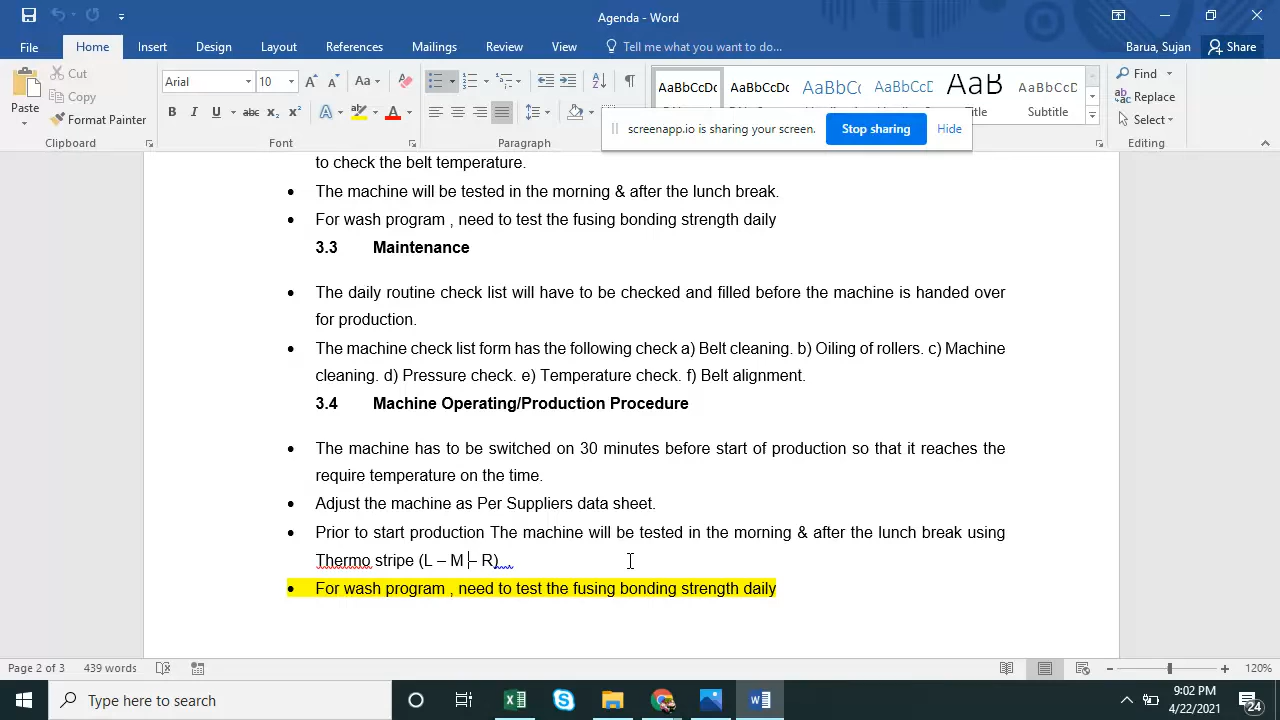 Agenda - Word
Barua, Sujan
Share
File
Home
Insert
Design
Layout
References
Mailings
Review
View
Tell me what you want to do...
Paste
Cut
Copy
Format Painter
Clipboard
Arial
10
Font
Paragraph
AaBbCcDc
AaBbCcDc
AaBbCc
AaBbCcD
AaB
AaBbCcD
Title
Subtitle
Find
Replace
Select
Editing
screenapp.io is sharing your screen.
Stop sharing
Hide
to check the belt temperature.
• The machine will be tested in the morning & after the lunch break.
• For wash program , need to test the fusing bonding strength daily
3.3 Maintenance
• The daily routine check list will have to be checked and filled before the machine is handed over
for production.
• The machine check list form has the following check a) Belt cleaning. b) Oiling of rollers. c) Machine
cleaning. d) Pressure check. e) Temperature check. f) Belt alignment.
3.4 Machine Operating/Production Procedure
• The machine has to be switched on 30 minutes before start of production so that it reaches the
require temperature on the time.
• Adjust the machine as Per Suppliers data sheet.
• Prior to start production The machine will be tested in the morning & after the lunch break using
Thermo stripe (L – M – R)
• For wash program , need to test the fusing bonding strength daily
Page 2 of 3
439 words
120%
Type here to search
9:02 PM
4/22/2021
24